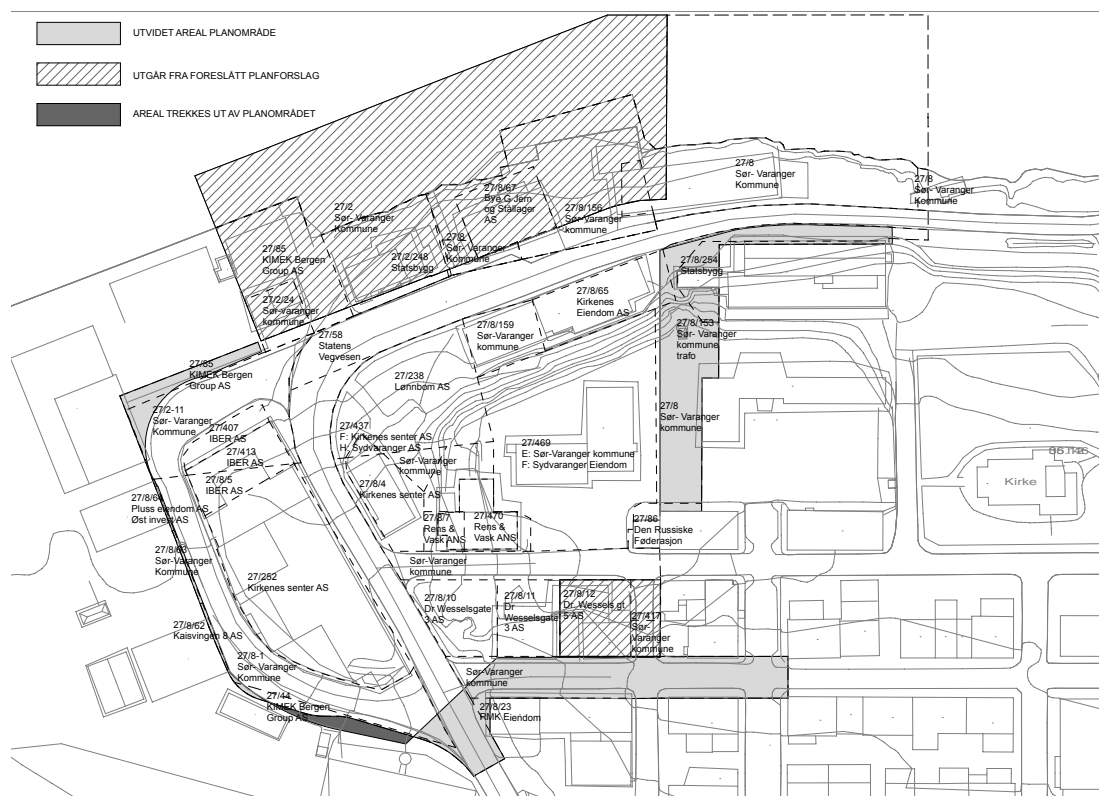 UTVIDET AREAL PLANOMRÅDE
UTGÅR FRA FORESLÅTT PLANFORSLAG
AREAL TREKKES UT AV PLANOMRÅDET
27/8
Sør- Varanger
Kommune
27/8
Sør- Varanger
Kommune
27/8/67
Bye G Jern
og Stållager
AS
27/2
Sør- Varanger
Kommune
27/8/156
Sør-Varanger
kommune
27/8
Sør- Varanger
Kommune
27/85
KIMEK Bergen
Group AS
27/2/248
Statsbygg
27/8/254
Statsbygg
27/8/65
Kirkenes
Eiendom AS
27/2/24
Sør-varanger
kommune
27/8/159
Sør-Varanger
kommune
27/8/153
Sør- Varanger
kommune
trafo
27/58
Statens
Vegvesen
27/85
KIMEK Bergen
Group AS
27/238
Lønnbom AS
27/2-11
Sør- Varanger
Kommune
27/407
IBER AS
27/8
Sør- Varanger
kommune
27/437
F: Kirkenes senter AS
H: Sydvaranger AS
27/413
IBER AS
27/469
E: Sør-Varanger kommune
F: Sydvaranger Eiendom
Sør-Varanger
kommune
27/8/5
IBER AS
27/8/4
Kirkenes senter AS
Kirke
27/8/64
Pluss eiendom AS
Øst invest AS
27/8/7
Rens &
Vask ANS
27/470
Rens &
Vask ANS
27/86
Den Russiske
Føderasjon
27/8/63
Sør-Varanger
Kommune
Sør-Varanger
kommune
27/252
Kirkenes senter AS
27/8/10
Dr Wesselsgate
3 AS
27/8/11
Dr
Wesselsgate
3 AS
27/8/12
Dr. Wessels gt
5 AS
27/417
Sør-
Varanger
kommune
27/8/62
Kaisvingen 8 AS
27/8-1
Sør- Varanger
Kommune
Sør-Varanger
kommune
27/44
KIMEK Bergen
Group AS
27/8/23
RMK Eiendom